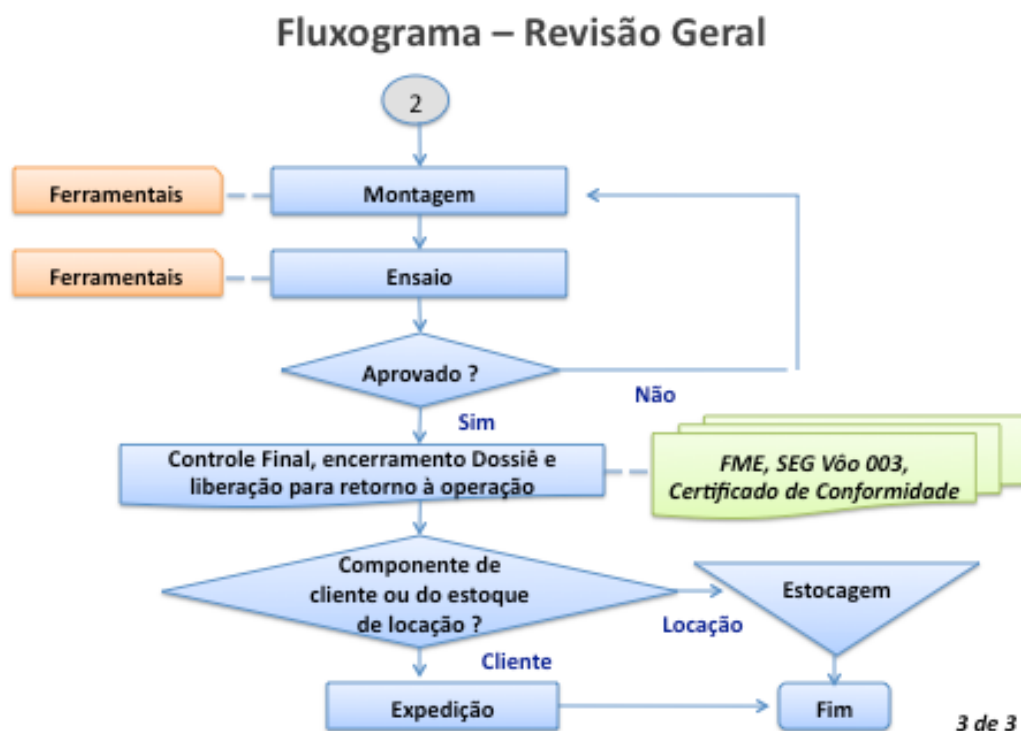 Fluxograma – Revisão Geral
2
Ferramentais
Montagem
Ferramentais
Ensaio
Aprovado ?
Não
Sim
Controle Final, encerramento Dossiê e
liberação para retorno à operação
FME, SEG Vôo 003,
Certificado de Conformidade
Componente de
cliente ou do estoque
de locação ?
Estocagem
Locação
Cliente
Expedição
Fim
3 de 3